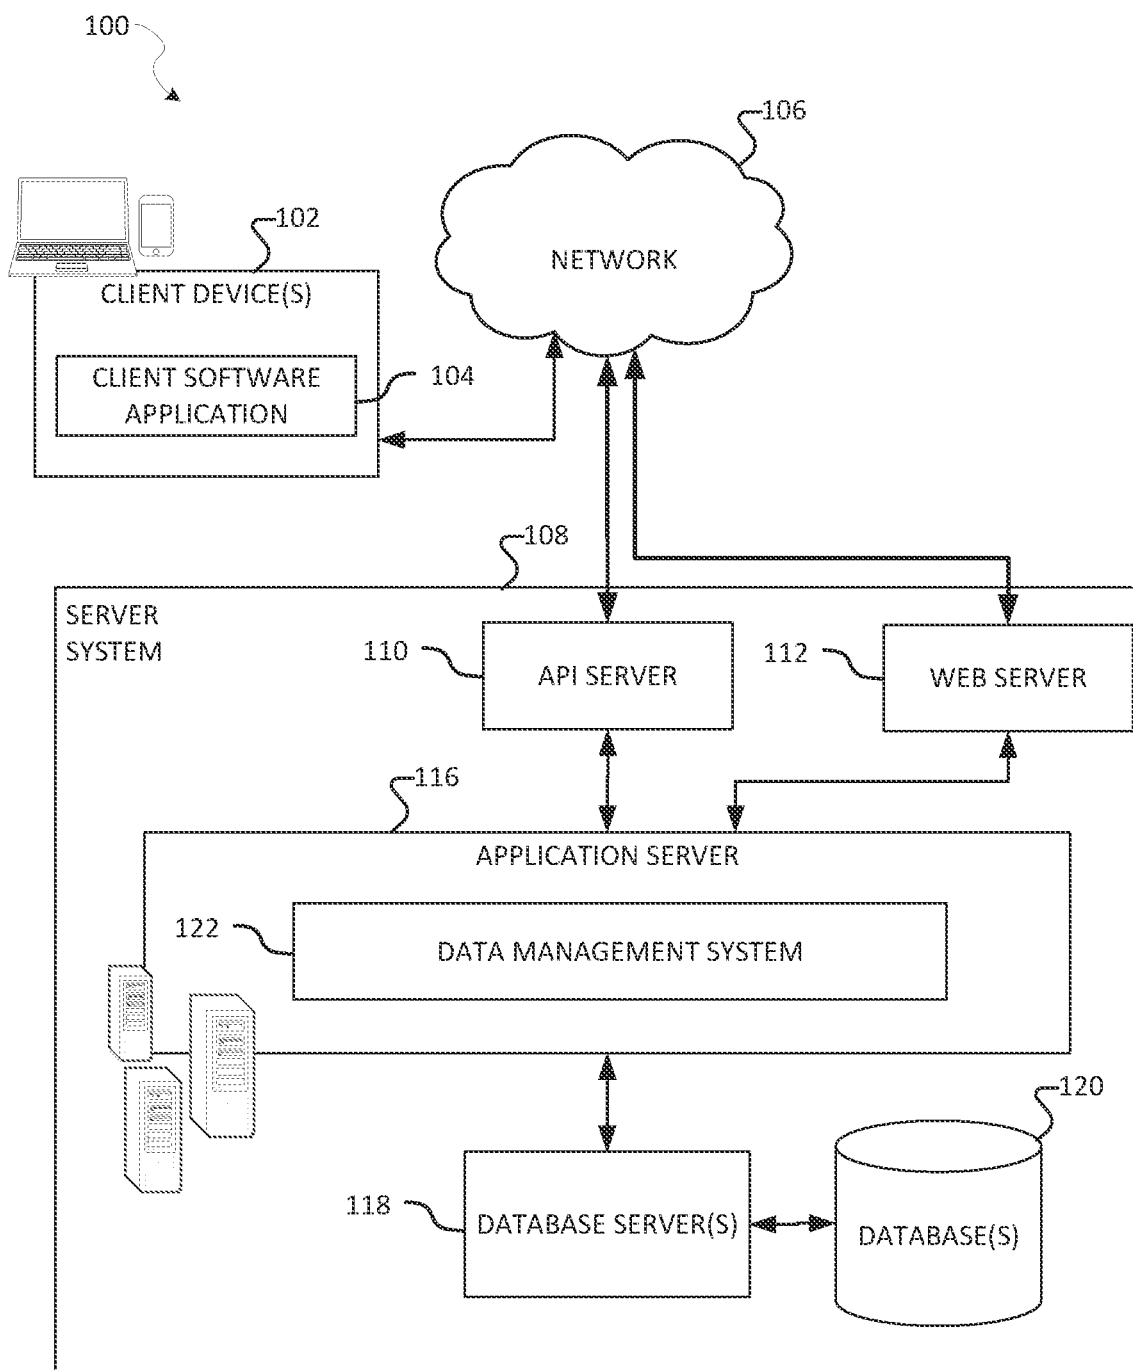 100
106
102
NETWORK
CLIENT DEVICE(S)
CLIENT SOFTWARE
APPLICATION
104
108
SERVER
SYSTEM
110
API SERVER
112
WEB SERVER
116
APPLICATION SERVER
122
DATA MANAGEMENT SYSTEM
120
118
DATABASE SERVER(S)
DATABASE(S)